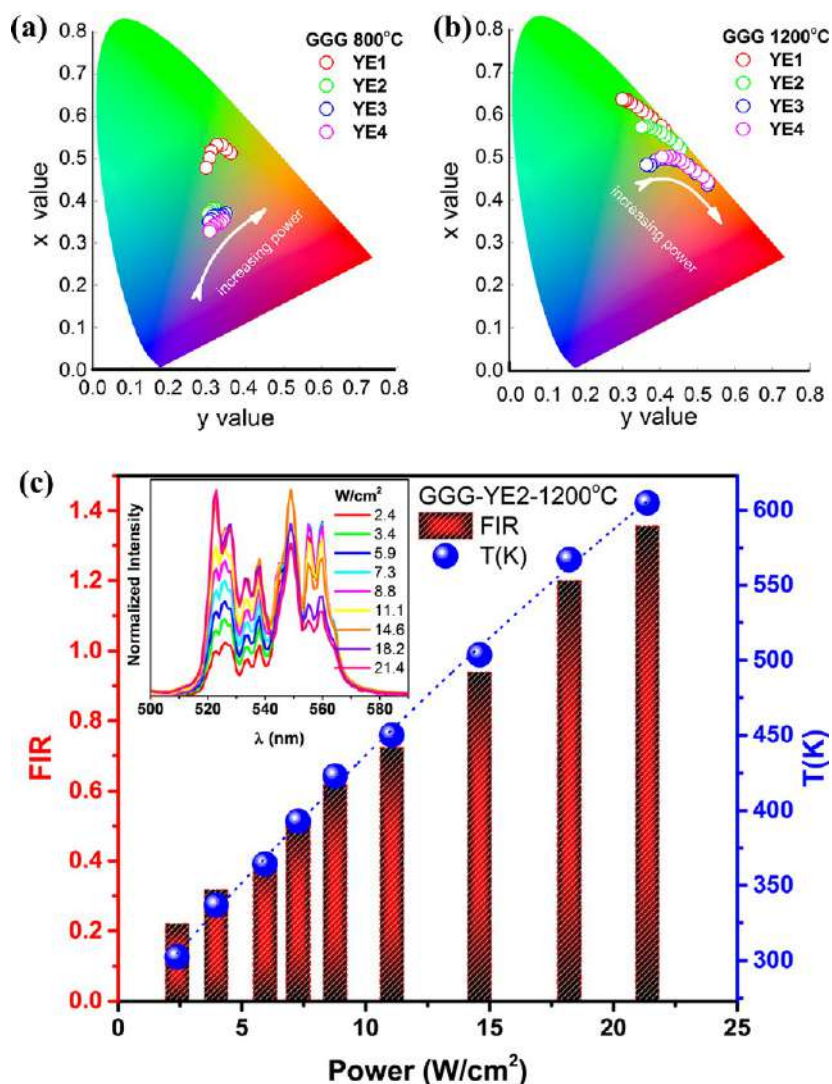 (a)
GGG 800°C
YE1
YE2
YE3
YE4
increasing power
x value
0.8
0.7
0.6
0.5
0.4
0.3
0.2
0.1
0.0
0.0 0.1 0.2 0.3 0.4 0.5 0.6 0.7 0.8
y value
(b)
GGG 1200°C
YE1
YE2
YE3
YE4
increasing power
x value
0.8
0.7
0.6
0.5
0.4
0.3
0.2
0.1
0.0
0.0 0.1 0.2 0.3 0.4 0.5 0.6 0.7 0.8
y value
(c)
GGG-YE2-1200°C
FIR
T(K)
W/cm²
2.4
3.4
5.9
7.3
8.8
11.1
14.6
18.2
21.4
Normalized Intensity
500 520 540 560 580
λ (nm)
FIR
1.4
1.2
1.0
0.8
0.6
0.4
0.2
0.0
T(K)
600
550
500
450
400
350
300
0 5 10 15 20 25
Power (W/cm²)